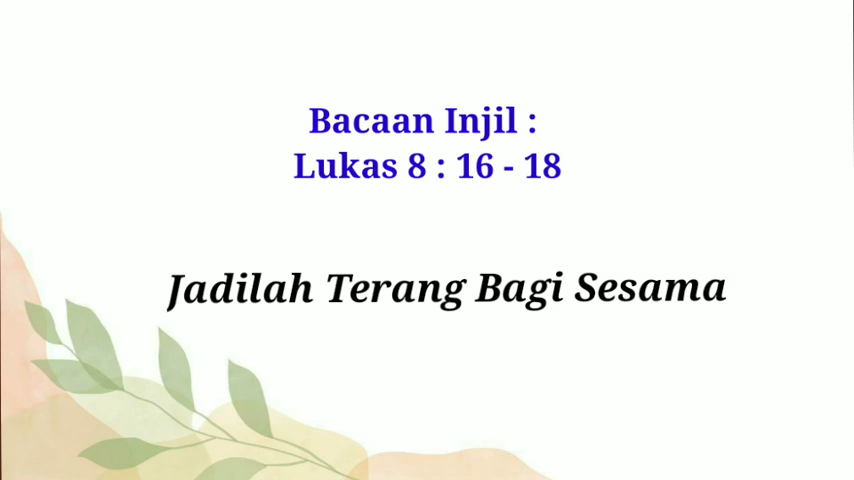 Bacaan Injil :
Lukas 8 : 16 - 18
Jadilah Terang Bagi Sesama